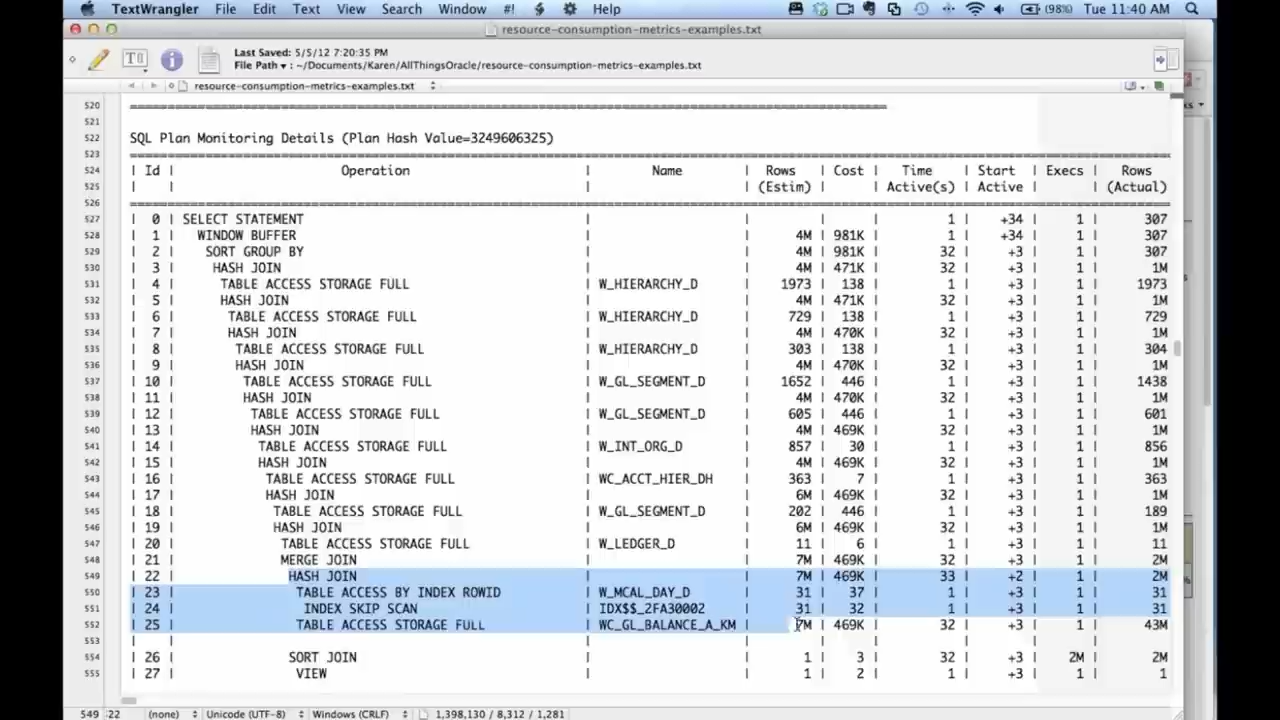 TextWrangler File Edit Text View Search Window #! Help (98%) Tue 11:40 AM
resource-consumption-metrics-examples.txt
Last Saved: 5/5/12 7:20:35 PM
File Path ▾ : ~/Documents/Karen/AllThingsOracle/resource-consumption-metrics-examples.txt
resource-consumption-metrics-examples.txt
520 ================================================================================
521
522 SQL Plan Monitoring Details (Plan Hash Value=3249606325)
523 ================================================================================
524 | Id | Operation | Name | Rows | Cost | Time | Start | Execs | Rows
525 | | | | (Estim) | | Active(s) | Active | | (Actual)
526 ================================================================================
527 | 0 | SELECT STATEMENT | | | | 1 | +34 | 1 | 307
528 | 1 | WINDOW BUFFER | | 4M | 981K | 1 | +34 | 1 | 307
529 | 2 | SORT GROUP BY | | 4M | 981K | 32 | +3 | 1 | 307
530 | 3 | HASH JOIN | | 4M | 471K | 32 | +3 | 1 | 1M
531 | 4 | TABLE ACCESS STORAGE FULL | W_HIERARCHY_D | 1973 | 138 | 1 | +3 | 1 | 1973
532 | 5 | HASH JOIN | | 4M | 471K | 32 | +3 | 1 | 1M
533 | 6 | TABLE ACCESS STORAGE FULL | W_HIERARCHY_D | 729 | 138 | 1 | +3 | 1 | 729
534 | 7 | HASH JOIN | | 4M | 470K | 32 | +3 | 1 | 1M
535 | 8 | TABLE ACCESS STORAGE FULL | W_HIERARCHY_D | 303 | 138 | 1 | +3 | 1 | 304
536 | 9 | HASH JOIN | | 4M | 470K | 32 | +3 | 1 | 1M
537 | 10 | TABLE ACCESS STORAGE FULL | W_GL_SEGMENT_D | 1652 | 446 | 1 | +3 | 1 | 1438
538 | 11 | HASH JOIN | | 4M | 470K | 32 | +3 | 1 | 1M
539 | 12 | TABLE ACCESS STORAGE FULL | W_GL_SEGMENT_D | 605 | 446 | 1 | +3 | 1 | 601
540 | 13 | HASH JOIN | | 4M | 469K | 32 | +3 | 1 | 1M
541 | 14 | TABLE ACCESS STORAGE FULL | W_INT_ORG_D | 857 | 30 | 1 | +3 | 1 | 856
542 | 15 | HASH JOIN | | 4M | 469K | 32 | +3 | 1 | 1M
543 | 16 | TABLE ACCESS STORAGE FULL | WC_ACCT_HIER_DH | 363 | 7 | 1 | +3 | 1 | 363
544 | 17 | HASH JOIN | | 6M | 469K | 32 | +3 | 1 | 1M
545 | 18 | TABLE ACCESS STORAGE FULL | W_GL_SEGMENT_D | 202 | 446 | 1 | +3 | 1 | 189
546 | 19 | HASH JOIN | | 6M | 469K | 32 | +3 | 1 | 1M
547 | 20 | TABLE ACCESS STORAGE FULL | W_LEDGER_D | 11 | 6 | 1 | +3 | 1 | 11
548 | 21 | MERGE JOIN | | 7M | 469K | 32 | +3 | 1 | 2M
549 | 22 | HASH JOIN | | 7M | 469K | 33 | +2 | 1 | 2M
550 | 23 | TABLE ACCESS BY INDEX ROWID | W_MCAL_DAY_D | 31 | 37 | 1 | +3 | 1 | 31
551 | 24 | INDEX SKIP SCAN | IDX$$_2FA30002 | 31 | 32 | 1 | +3 | 1 | 31
552 | 25 | TABLE ACCESS STORAGE FULL | WC_GL_BALANCE_A_KM | 7M | 469K | 32 | +3 | 1 | 43M
| | | | | | | | |
554 | 26 | SORT JOIN | | 1 | 3 | 32 | +3 | 2M | 2M
555 | 27 | VIEW | | 1 | 2 | 1 | +3 | 1 | 1
549 22 (none) Unicode (UTF-8) Windows (CRLF) 1,398,130 / 8,312 / 1,281